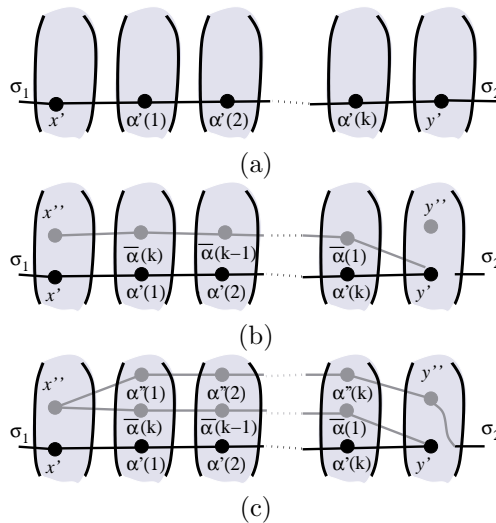 σ1 σ2
x' α'(1) α'(2) α'(k) y'
(a)
x'' y''
α̅(k) α̅(k−1) α̅(1)
σ1 σ2
x' α'(1) α'(2) α'(k) y'
(b)
x'' y''
α''(1) α''(2) α''(k)
α̅(k) α̅(k−1) α̅(1)
σ1 σ2
x' α'(1) α'(2) α'(k) y'
(c)